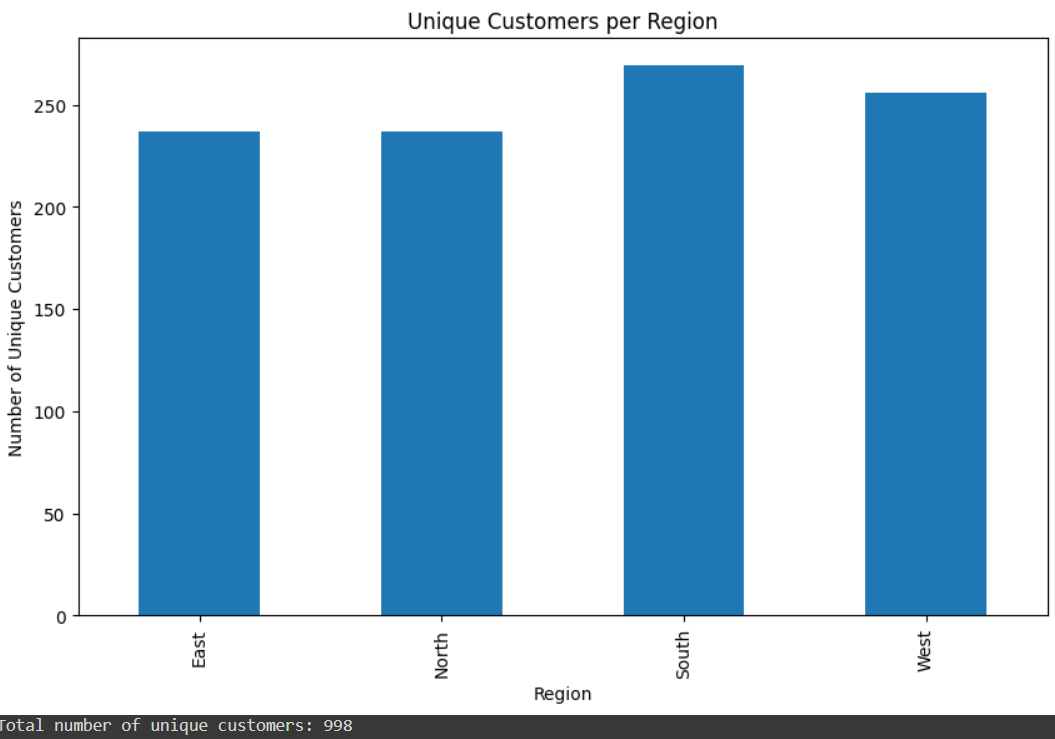 Unique Customers per Region
Number of Unique Customers
250
200
150
100
50
0
East
North
South
West
Region
Total number of unique customers: 998